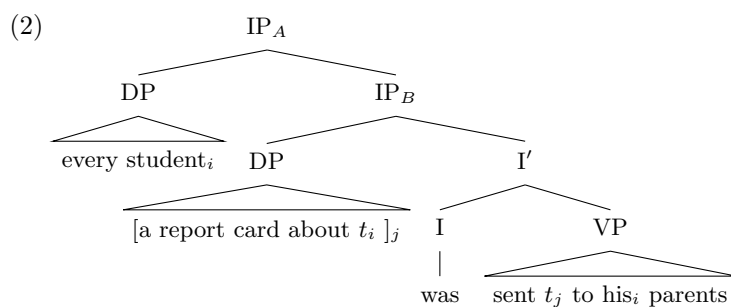 (2) IP_A
DP IP_B
every student_i DP I′
[a report card about t_i ]_j I VP
was sent t_j to his_i parents